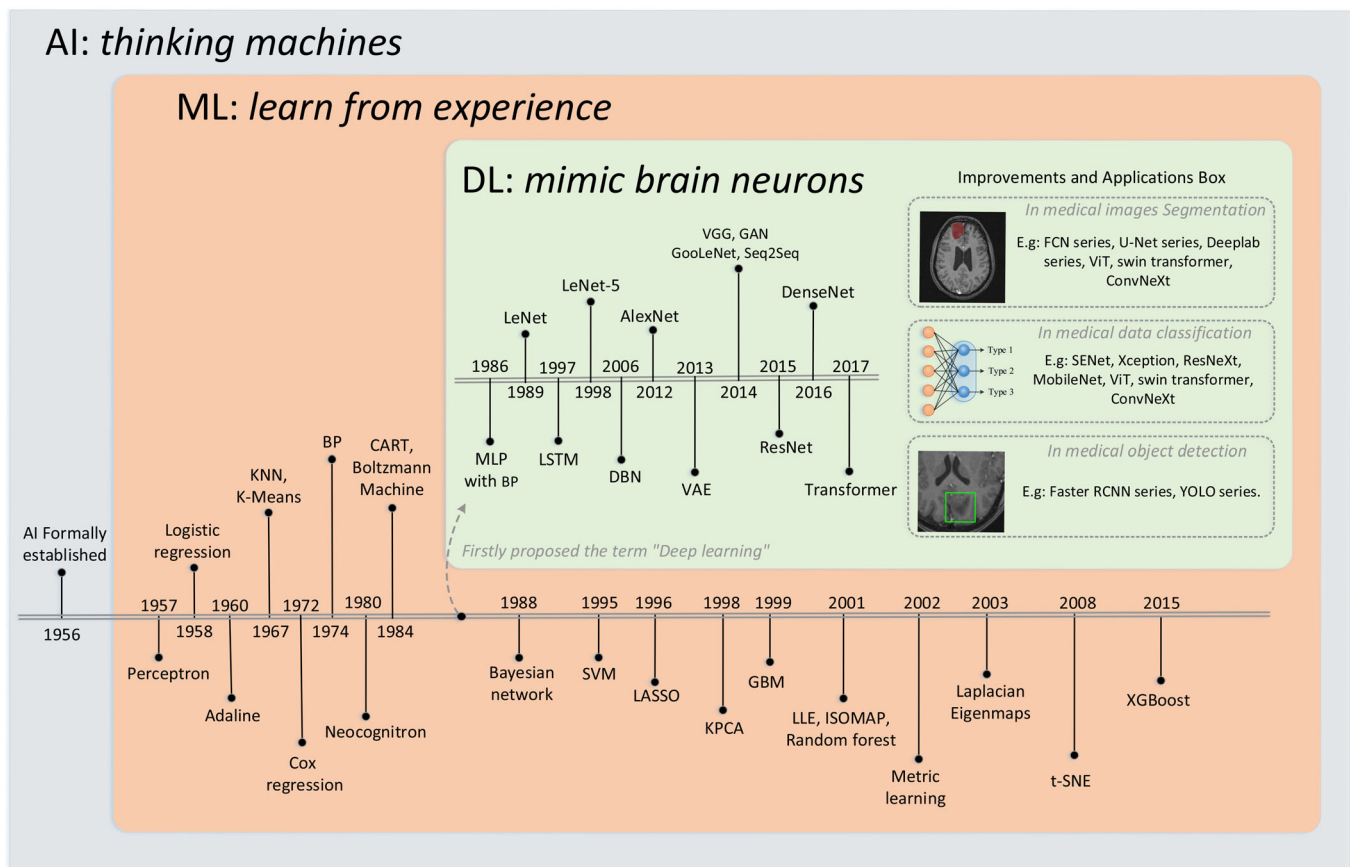 AI: thinking machines
ML: learn from experience
DL: mimic brain neurons
Improvements and Applications Box
In medical images Segmentation
E.g: FCN series, U-Net series, Deeplab
series, ViT, swin transformer,
ConvNeXt
In medical data classification
Type 1
Type 2
Type 3
E.g: SENet, Xception, ResNeXt,
MobileNet, ViT, swin transformer,
ConvNeXt
In medical object detection
E.g: Faster RCNN series, YOLO series.
VGG, GAN
GooLeNet, Seq2Seq
LeNet-5
DenseNet
LeNet
AlexNet
1986
1997
2006
2013
2015
2017
1989
1998
2012
2014
2016
MLP
with BP
LSTM
DBN
VAE
ResNet
Transformer
Firstly proposed the term "Deep learning"
AI Formally
established
Logistic
regression
KNN,
K-Means
BP
CART,
Boltzmann
Machine
1957
1960
1972
1980
1988
1995
1996
1998
1999
2001
2002
2003
2008
2015
1956
1958
1967
1974
1984
Perceptron
Adaline
Cox
regression
Neocognitron
Bayesian
network
SVM
LASSO
KPCA
GBM
LLE, ISOMAP,
Random forest
Metric
learning
Laplacian
Eigenmaps
t-SNE
XGBoost